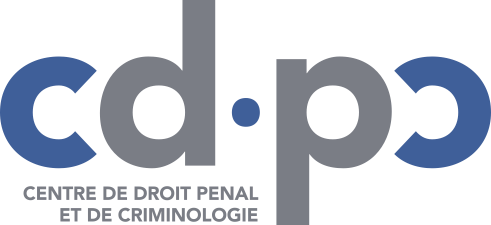 cd·pc
CENTRE DE DROIT PENAL
ET DE CRIMINOLOGIE